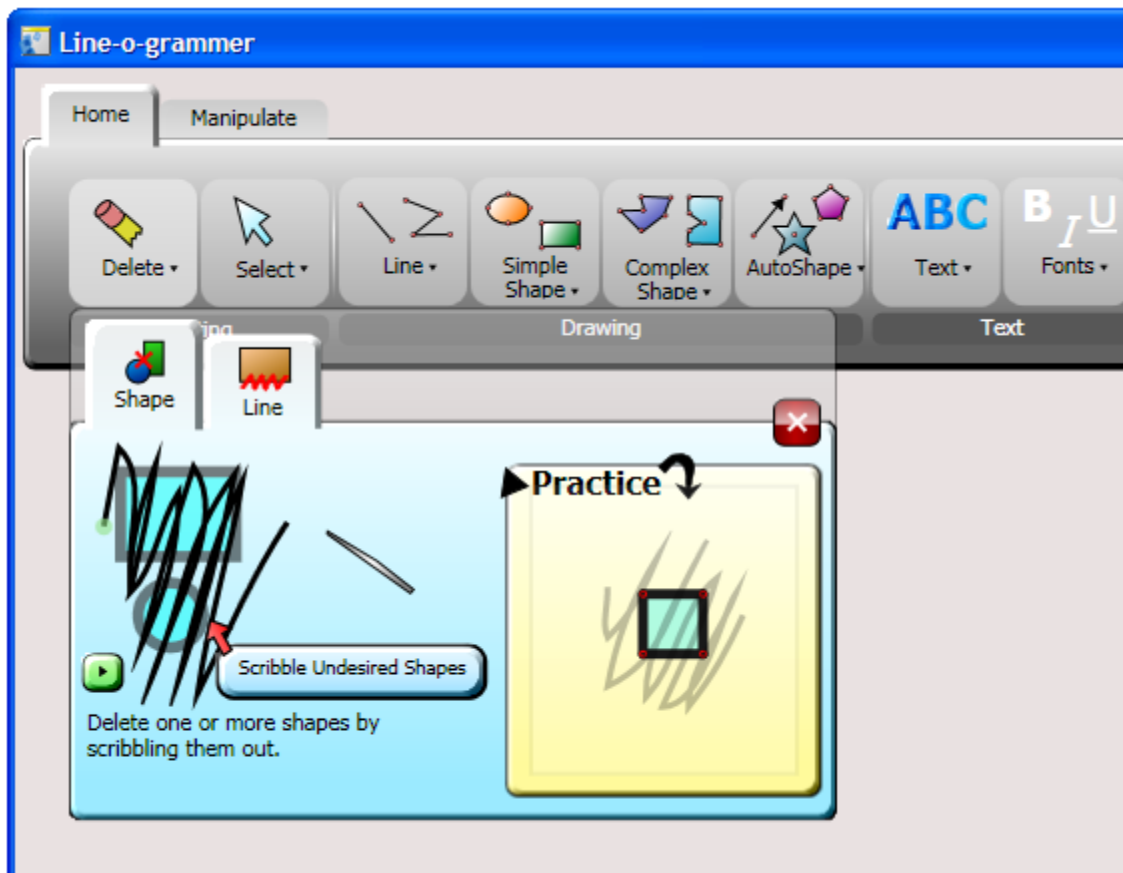 Line-o-grammer
Home
Manipulate
Delete
Select
Line
Simple
Shape
Complex
Shape
AutoShape
ABC
Text
B I U
Fonts
Drawing
Text
Shape
Line
Practice
Scribble Undesired Shapes
Delete one or more shapes by
scribbling them out.